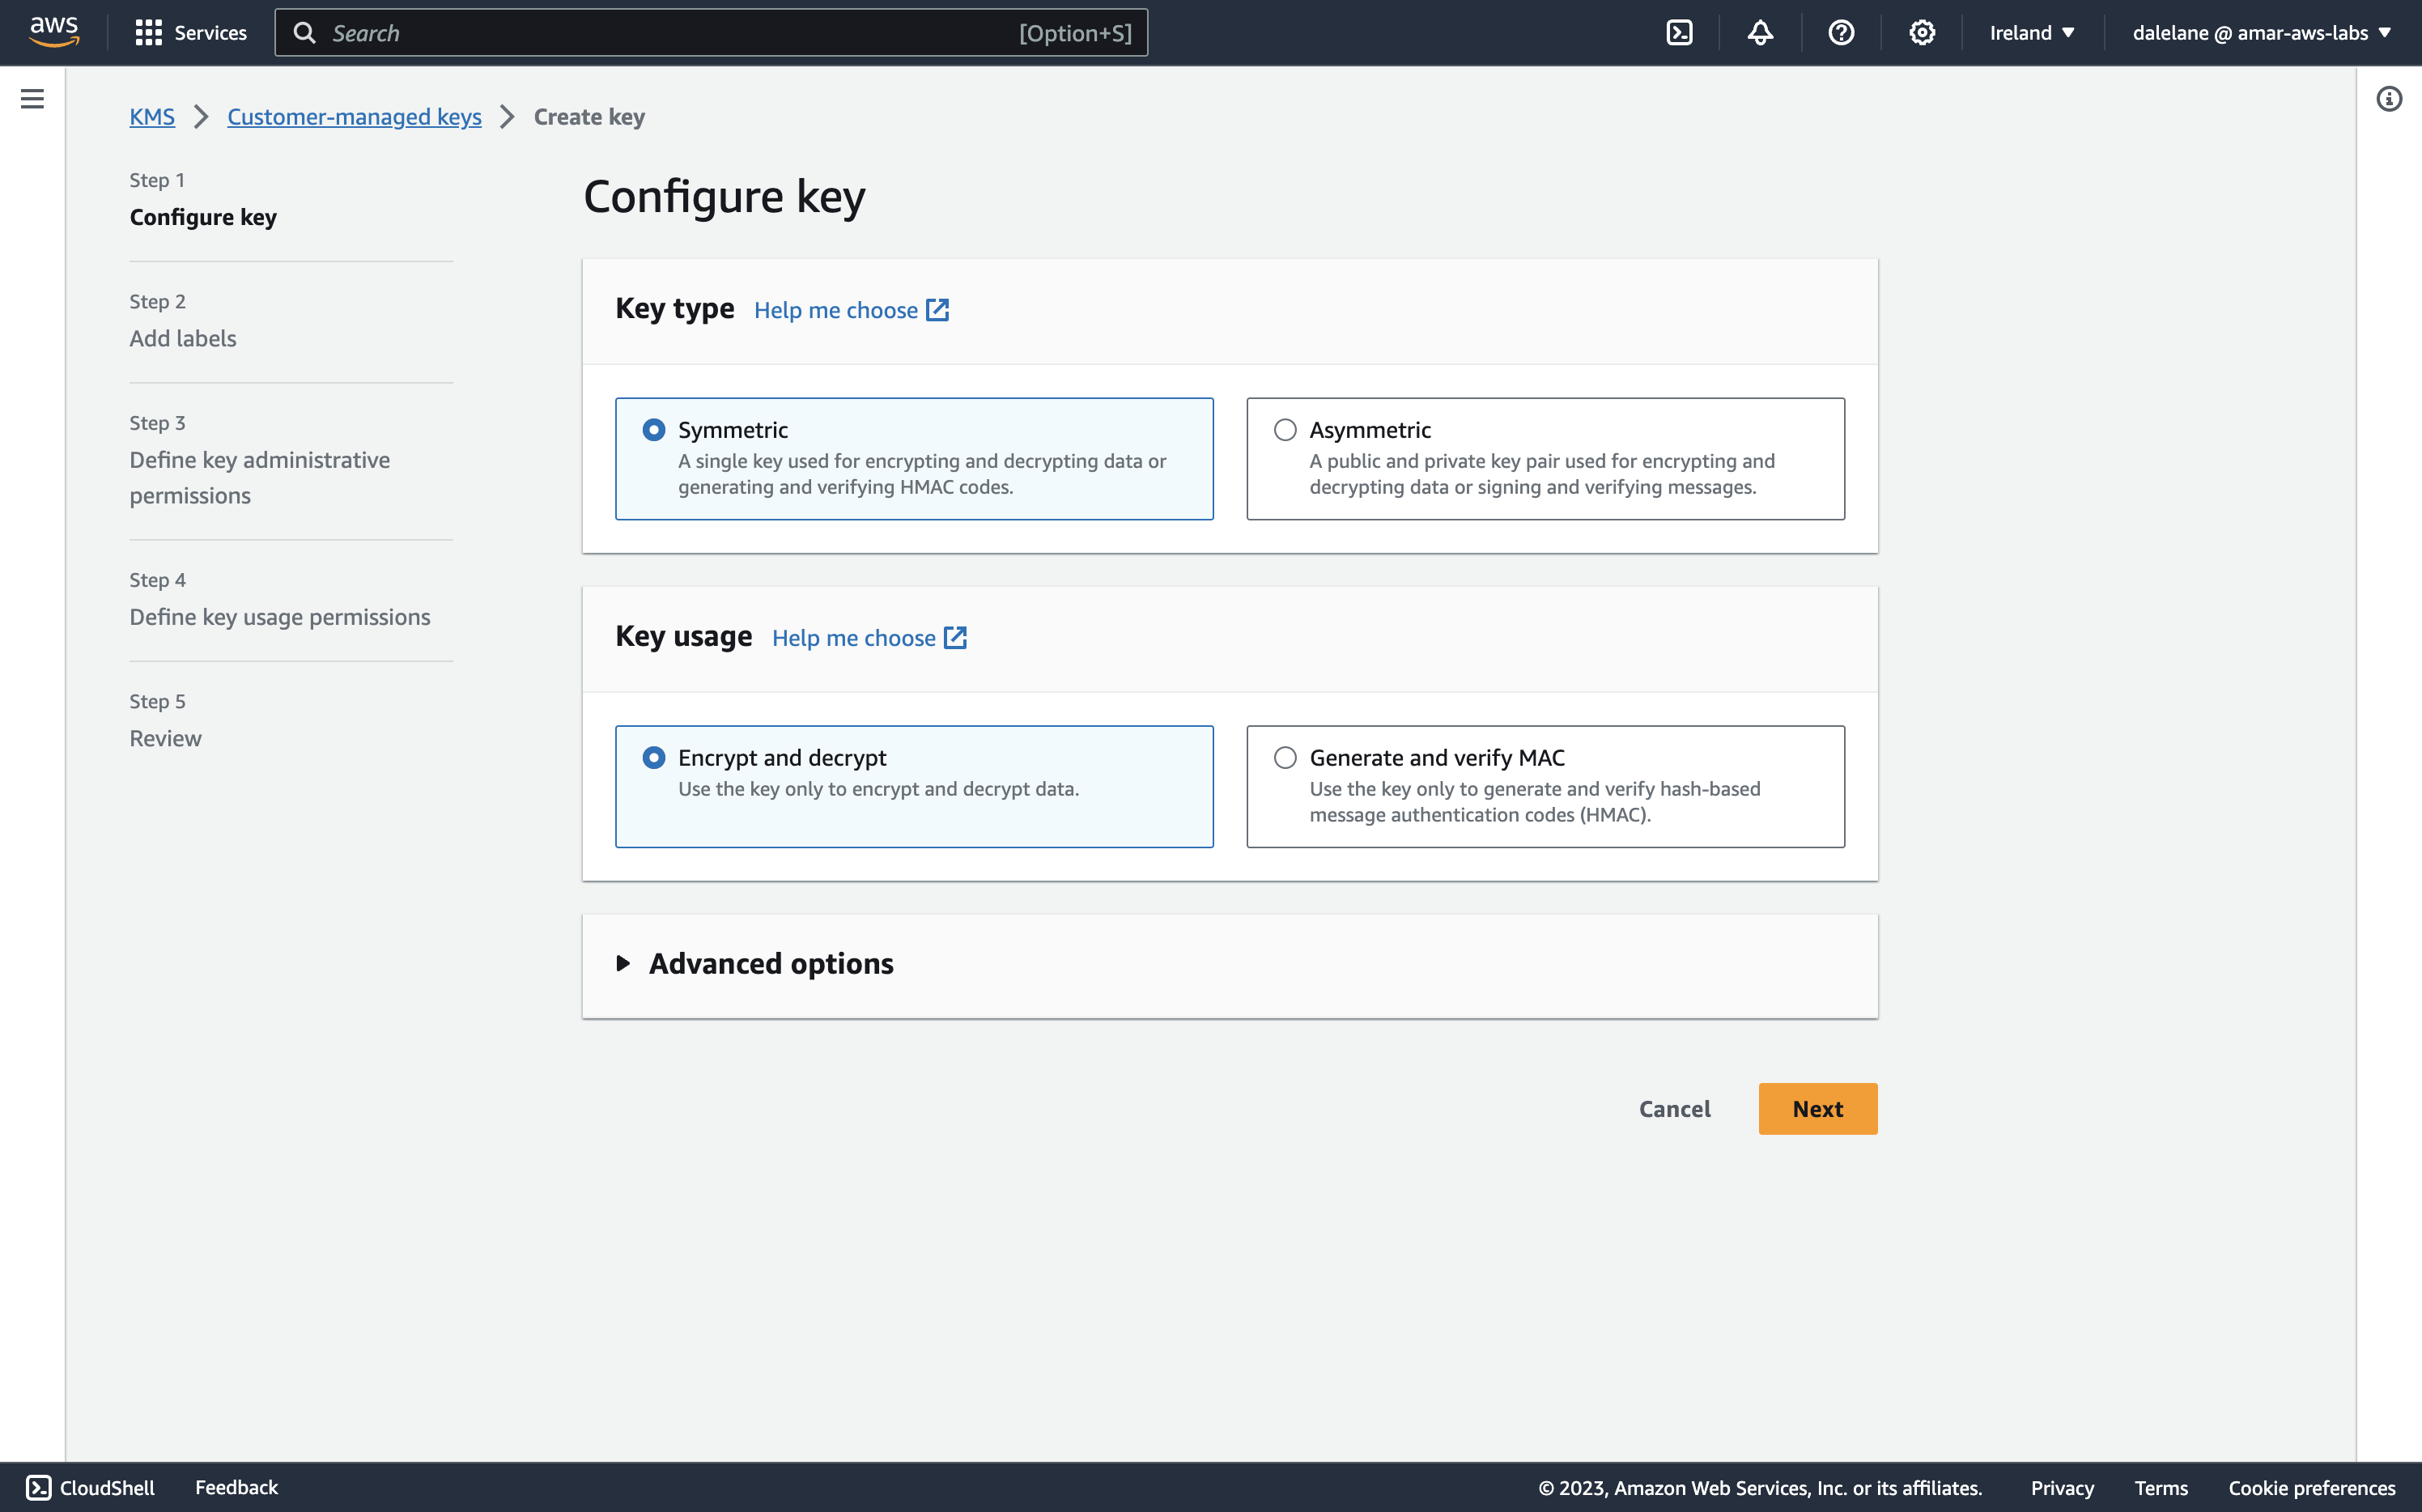 aws
Services
Search
[Option+S]
Ireland
dalelane @ amar-aws-labs
KMS
Customer-managed keys
Create key
Step 1
Configure key
Step 2
Add labels
Step 3
Define key administrative
permissions
Step 4
Define key usage permissions
Step 5
Review
Configure key
Key type
Help me choose
Symmetric
A single key used for encrypting and decrypting data or
generating and verifying HMAC codes.
Asymmetric
A public and private key pair used for encrypting and
decrypting data or signing and verifying messages.
Key usage
Help me choose
Encrypt and decrypt
Use the key only to encrypt and decrypt data.
Generate and verify MAC
Use the key only to generate and verify hash-based
message authentication codes (HMAC).
Advanced options
Cancel
Next
CloudShell
Feedback
© 2023, Amazon Web Services, Inc. or its affiliates.
Privacy
Terms
Cookie preferences